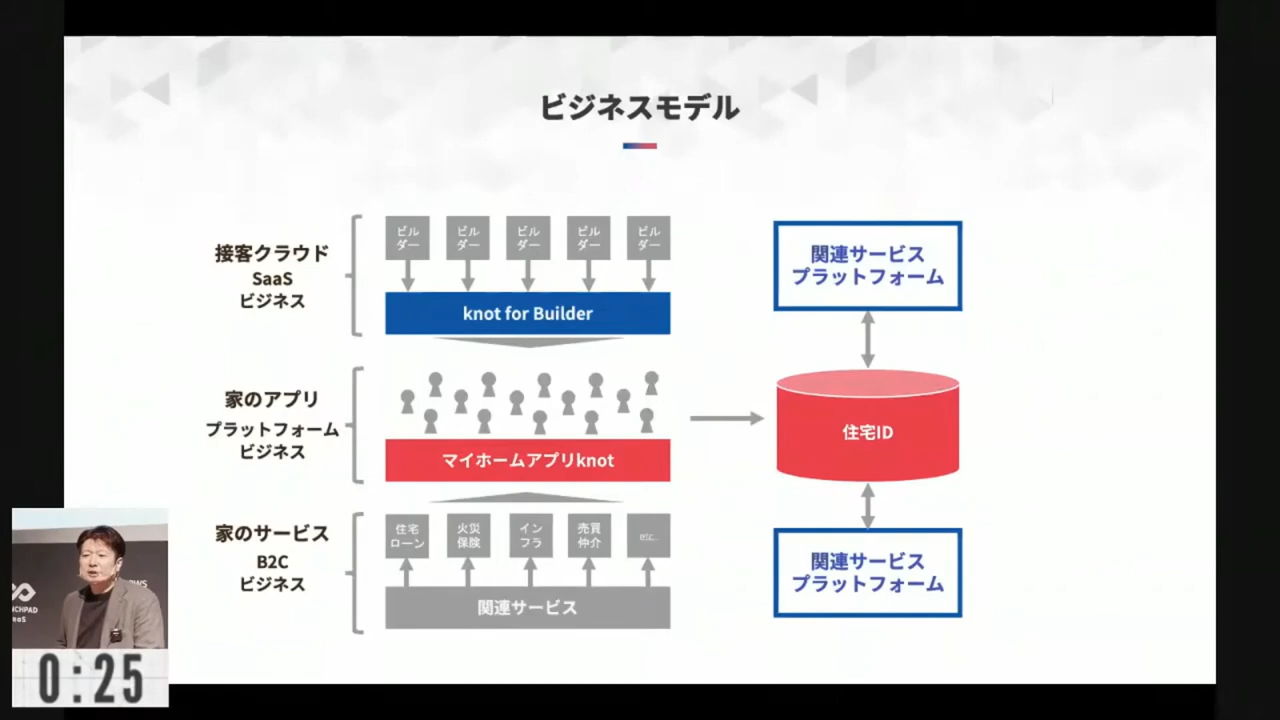 ビジネスモデル
接客クラウド
SaaS
ビジネス
ビル
ダー
ビル
ダー
ビル
ダー
ビル
ダー
ビル
ダー
knot for Builder
家のアプリ
プラットフォーム
ビジネス
マイホームアプリknot
家のサービス
B2C
ビジネス
住宅
ローン
火災
保険
イン
フラ
売買
仲介
etc.
関連サービス
関連サービス
プラットフォーム
住宅ID
関連サービス
プラットフォーム
NCHPAD
0:25